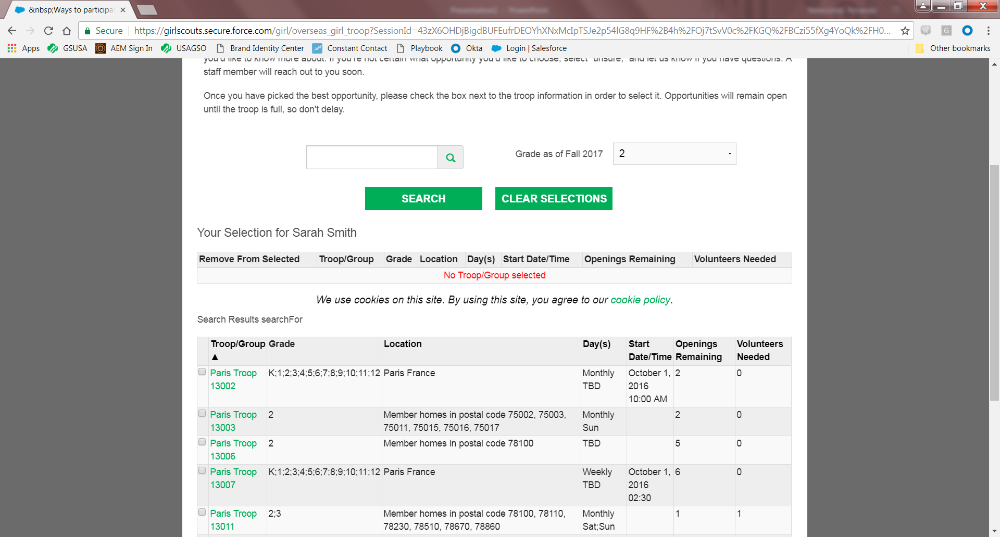 &nbsp;Ways to participa
Secure https://girlscouts.secure.force.com/girl/overseas_girl_troop?SessionId=43zX6OHDjBigdBUFEufrDEOYhXNxMcIpTSJe2p54lG8q9HF%2B4h%2FOj7tSvV0c%2FKGQ%2FBCzi55fXg4YoQk%2FH0...
Apps GSUSA AEM Sign In USAGSO Brand Identity Center Constant Contact Playbook Okta Login | Salesforce Other bookmarks
you'd like to know more about. If you're not certain what opportunity you'd like to choose, select "unsure," and let us know if you have questions. A
staff member will reach out to you soon.
Once you have picked the best opportunity, please check the box next to the troop information in order to select it. Opportunities will remain open
until the troop is full, so don't delay.
Grade as of Fall 2017 2
SEARCH CLEAR SELECTIONS
Your Selection for Sarah Smith
Remove From Selected Troop/Group Grade Location Day(s) Start Date/Time Openings Remaining Volunteers Needed
No Troop/Group selected
We use cookies on this site. By using this site, you agree to our cookie policy.
Search Results searchFor
Troop/Group Grade Location Day(s) Start Openings Volunteers
▲ Date/Time Remaining Needed
Paris Troop K;1;2;3;4;5;6;7;8;9;10;11;12 Paris France Monthly October 1, 2 0
13002 TBD 2016
10:00 AM
Paris Troop 2 Member homes in postal code 75002, 75003, Monthly 2 0
13003 75011, 75015, 75016, 75017 Sun
Paris Troop 2 Member homes in postal code 78100 TBD 5 0
13006
Paris Troop K;1;2;3;4;5;6;7;8;9;10;11;12 Paris France Weekly October 1, 6 0
13007 TBD 2016
02:30
Paris Troop 2;3 Member homes in postal code 78100, 78110, Monthly 1 1
13011 78230, 78510, 78670, 78860 Sat;Sun